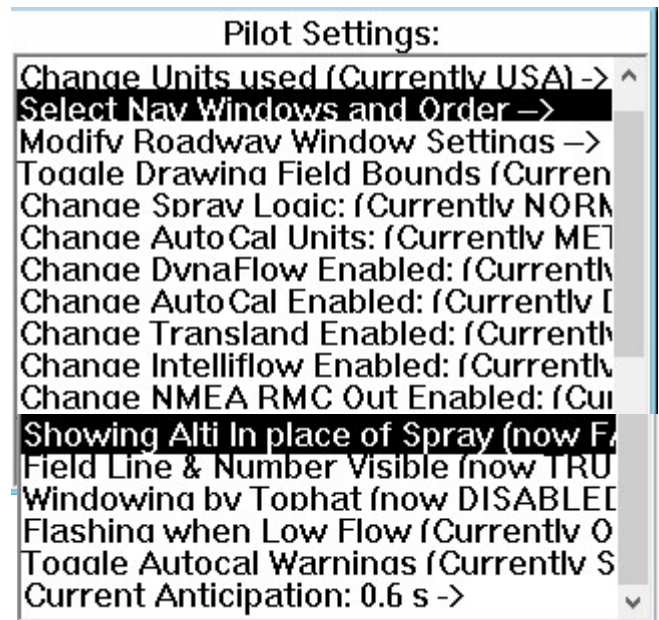 Pilot Settings:
Change Units used (Currently USA) ->
Select Nav Windows and Order –>
Modify Roadway Window Settings –>
Toggle Drawing Field Bounds (Curren
Change Spray Logic: (Currently NORM
Change AutoCal Units: (Currently MET
Change DynaFlow Enabled: (Currently
Change AutoCal Enabled: (Currently D
Change Transland Enabled: (Currently
Change Intelliflow Enabled: (Currently
Change NMEA RMC Out Enabled: (Cur
Showing Alti In place of Spray (now FA
Field Line & Number Visible (now TRU
Windowing by Tophat (now DISABLED
Flashing when Low Flow (Currently O
Toggle Autocal Warnings (Currently S
Current Anticipation: 0.6 s ->